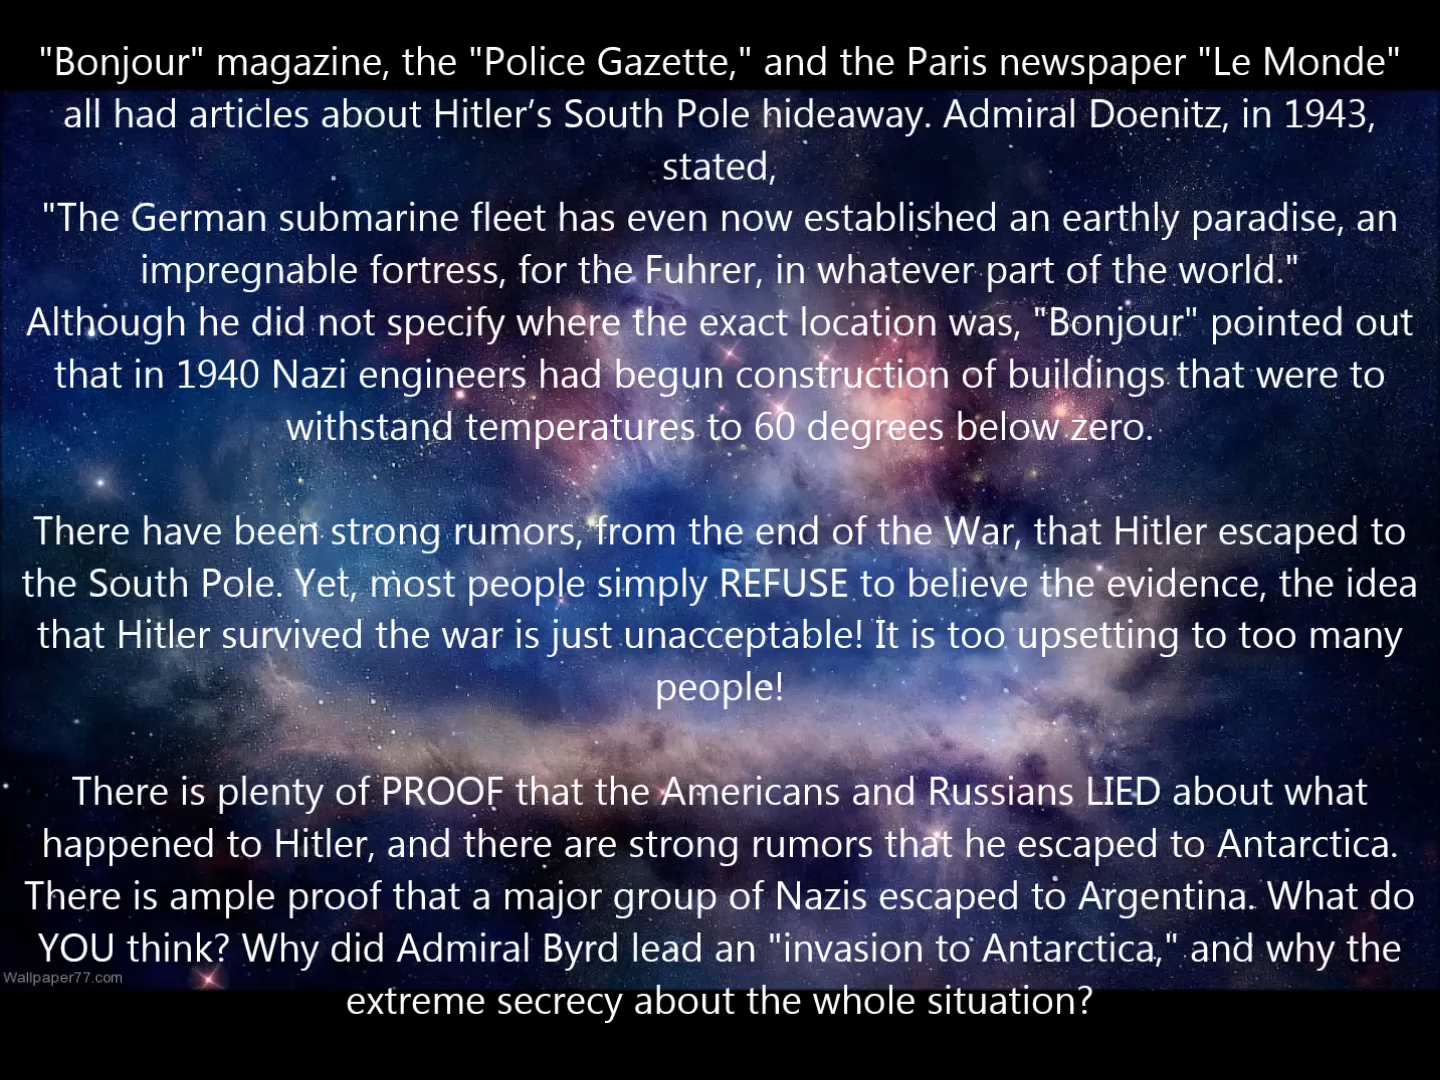 "Bonjour" magazine, the "Police Gazette," and the Paris newspaper "Le Monde"
all had articles about Hitler’s South Pole hideaway. Admiral Doenitz, in 1943,
stated,
"The German submarine fleet has even now established an earthly paradise, an
impregnable fortress, for the Fuhrer, in whatever part of the world."
Although he did not specify where the exact location was, "Bonjour" pointed out
that in 1940 Nazi engineers had begun construction of buildings that were to
withstand temperatures to 60 degrees below zero.
There have been strong rumors, from the end of the War, that Hitler escaped to
the South Pole. Yet, most people simply REFUSE to believe the evidence, the idea
that Hitler survived the war is just unacceptable! It is too upsetting to too many
people!
There is plenty of PROOF that the Americans and Russians LIED about what
happened to Hitler, and there are strong rumors that he escaped to Antarctica.
There is ample proof that a major group of Nazis escaped to Argentina. What do
YOU think? Why did Admiral Byrd lead an "invasion to Antarctica," and why the
Wallpaper77.com
extreme secrecy about the whole situation?